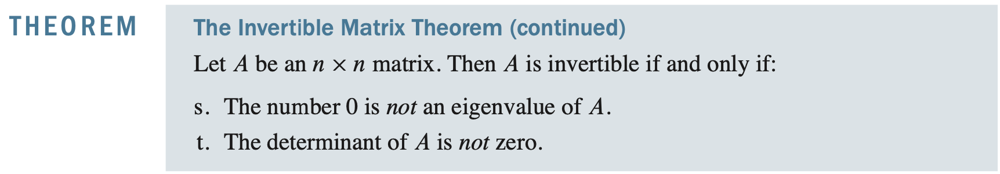 THEOREM
The Invertible Matrix Theorem (continued)
Let A be an n × n matrix. Then A is invertible if and only if:
s. The number 0 is not an eigenvalue of A.
t. The determinant of A is not zero.